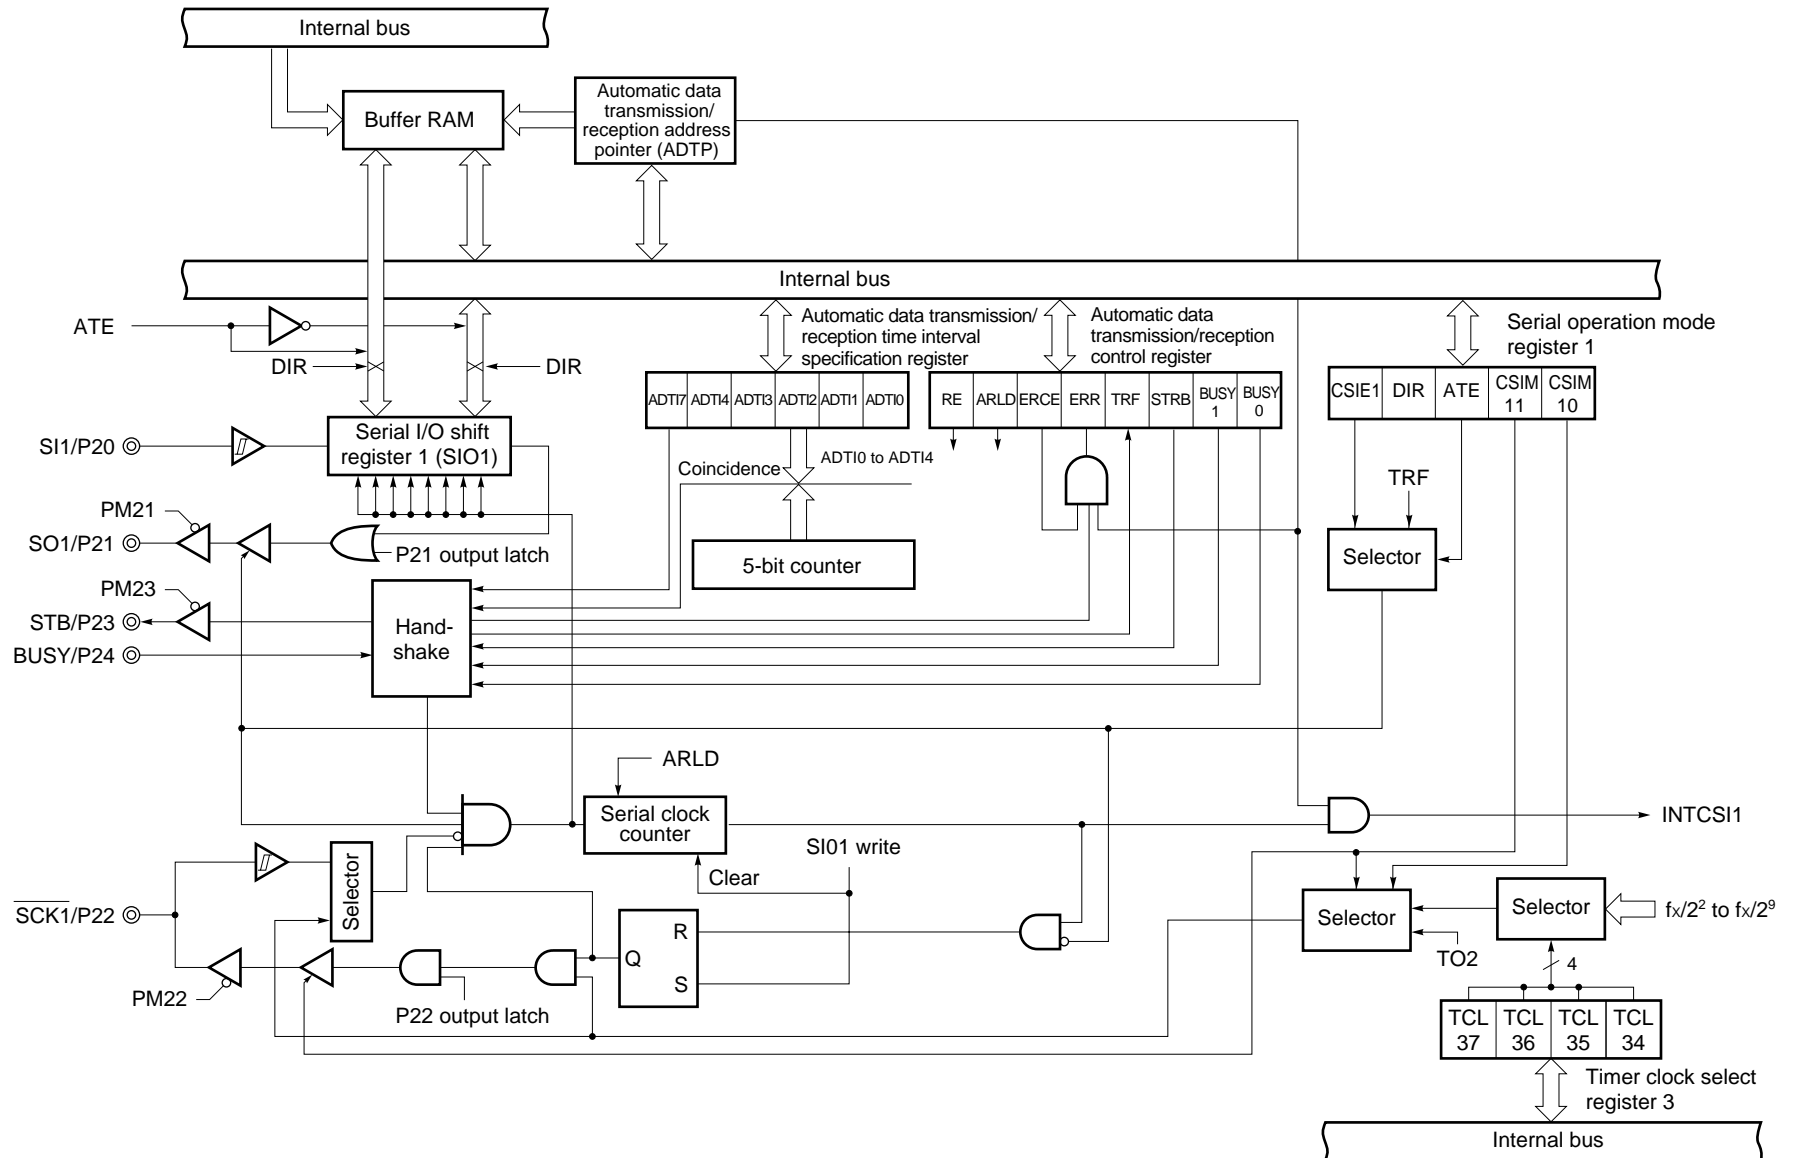 Internal bus
Buffer RAM
Automatic data
transmission/
reception address
pointer (ADTP)
Internal bus
ATE
DIR
DIR
Automatic data transmission/
reception time interval
specification register
Automatic data
transmission/reception
control register
Serial operation mode
register 1
ADTI7 ADTI4 ADTI3 ADTI2 ADTI1 ADTI0
RE ARLD ERCE ERR TRF STRB BUSY 1 BUSY 0
CSIE1 DIR ATE CSIM 11 CSIM 10
SI1/P20
Serial I/O shift
register 1 (SIO1)
Coincidence
ADTI0 to ADTI4
TRF
PM21
SO1/P21
P21 output latch
5-bit counter
Selector
PM23
STB/P23
BUSY/P24
Hand-
shake
ARLD
Serial clock
counter
INTCSI1
SI01 write
Clear
Selector
SCK1/P22
R
Q
S
Selector
Selector
fX/2² to fX/2⁹
TO2
4
PM22
P22 output latch
TCL 37 TCL 36 TCL 35 TCL 34
Timer clock select
register 3
Internal bus